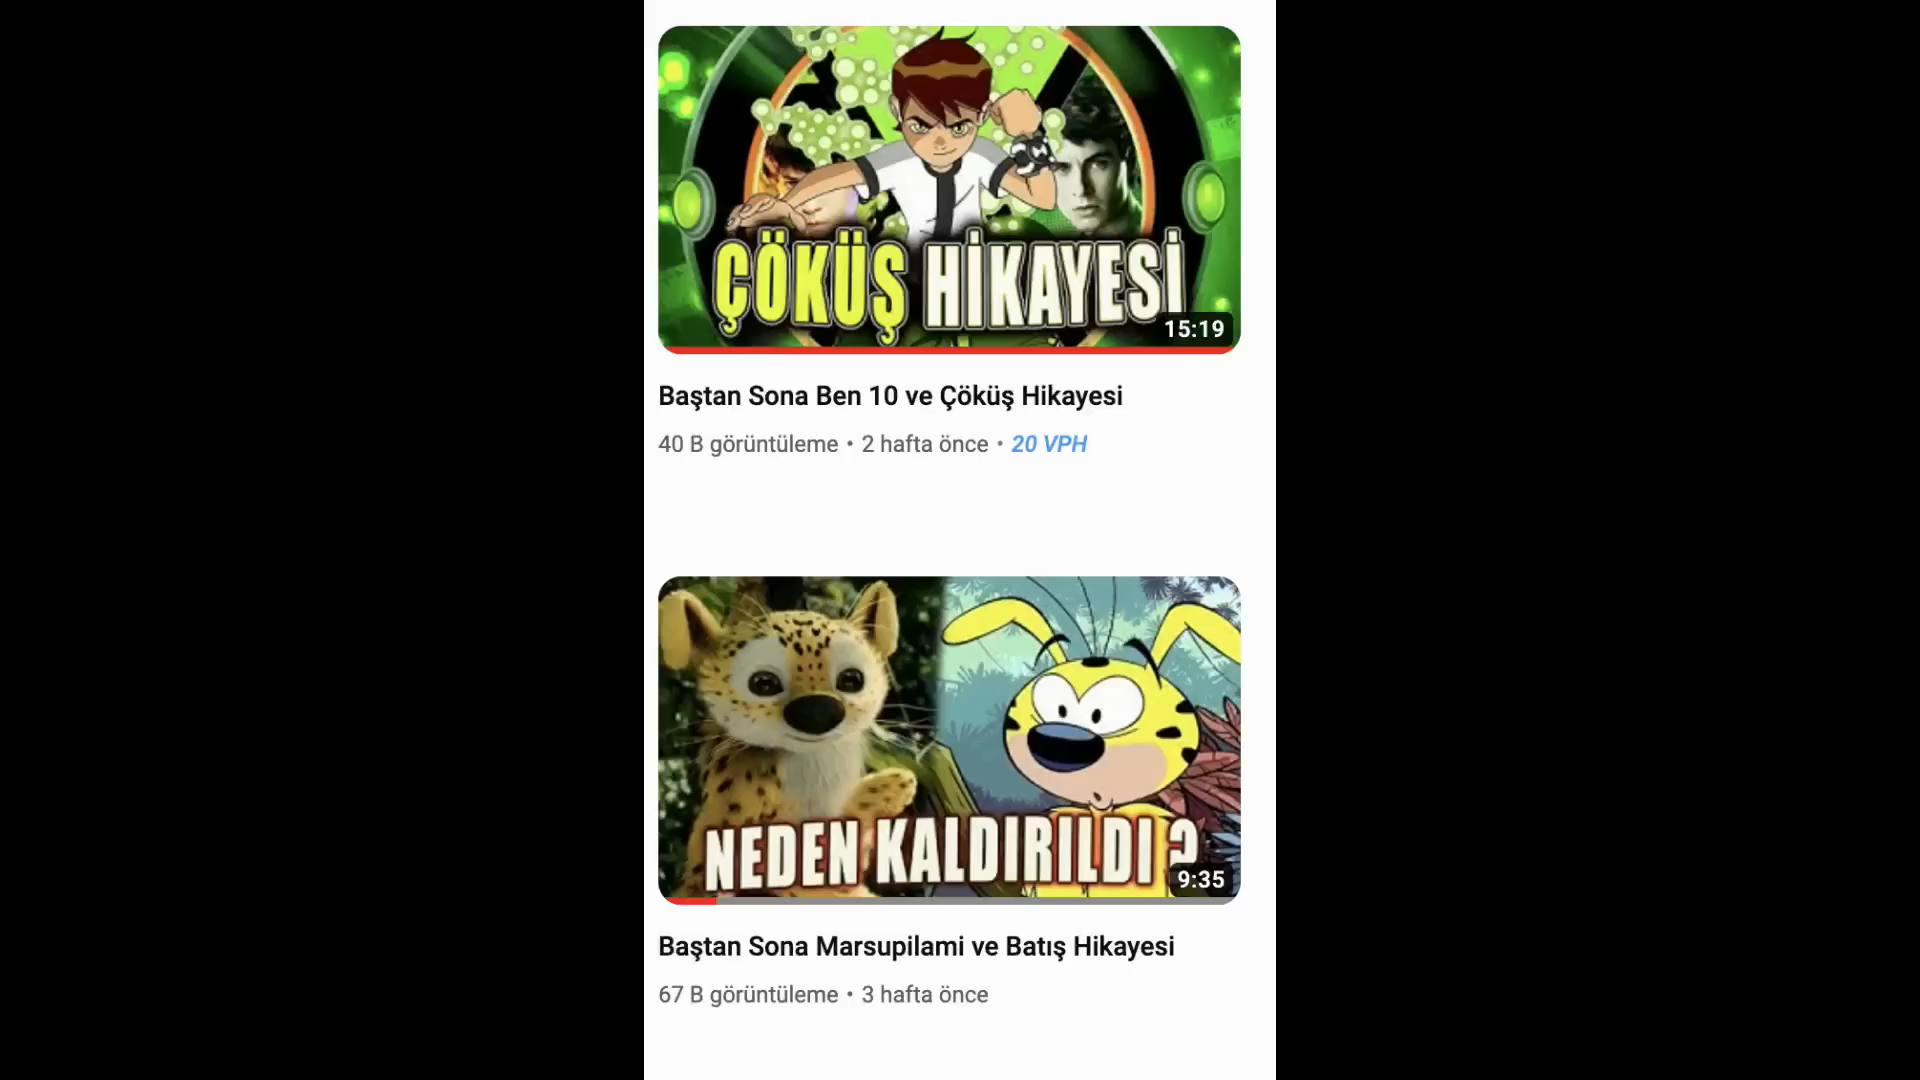 ÇÖKÜŞ HİKAYESİ
15:19
Baştan Sona Ben 10 ve Çöküş Hikayesi
40 B görüntüleme • 2 hafta önce • 20 VPH
NEDEN KALDIRILDI ?
9:35
Baştan Sona Marsupilami ve Batış Hikayesi
67 B görüntüleme • 3 hafta önce